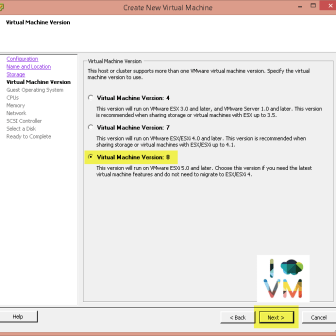 Create New Virtual Machine
Virtual Machine Version
Configuration
Name and Location
Storage
Virtual Machine Version
Guest Operating System
CPUs
Memory
Network
SCSI Controller
Select a Disk
Ready to Complete
Virtual Machine Version
This host or cluster supports more than one VMware virtual machine version. Specify the virtual
machine version to use.
Virtual Machine Version: 4
This version will run on VMware ESX 3.0 and later, and VMware Server 1.0 and later. This version
is recommended when sharing storage or virtual machines with ESX up to 3.5.
Virtual Machine Version: 7
This version will run on VMware ESX/ESXi 4.0 and later. This version is recommended when
sharing storage or virtual machines with ESX/ESXi up to 4.1.
Virtual Machine Version: 8
This version will run on VMware ESXi 5.0 and later. Choose this version if you need the latest
virtual machine features and do not need to migrate to ESX/ESXi 4.
I
VM
Help
< Back
Next >
Cancel